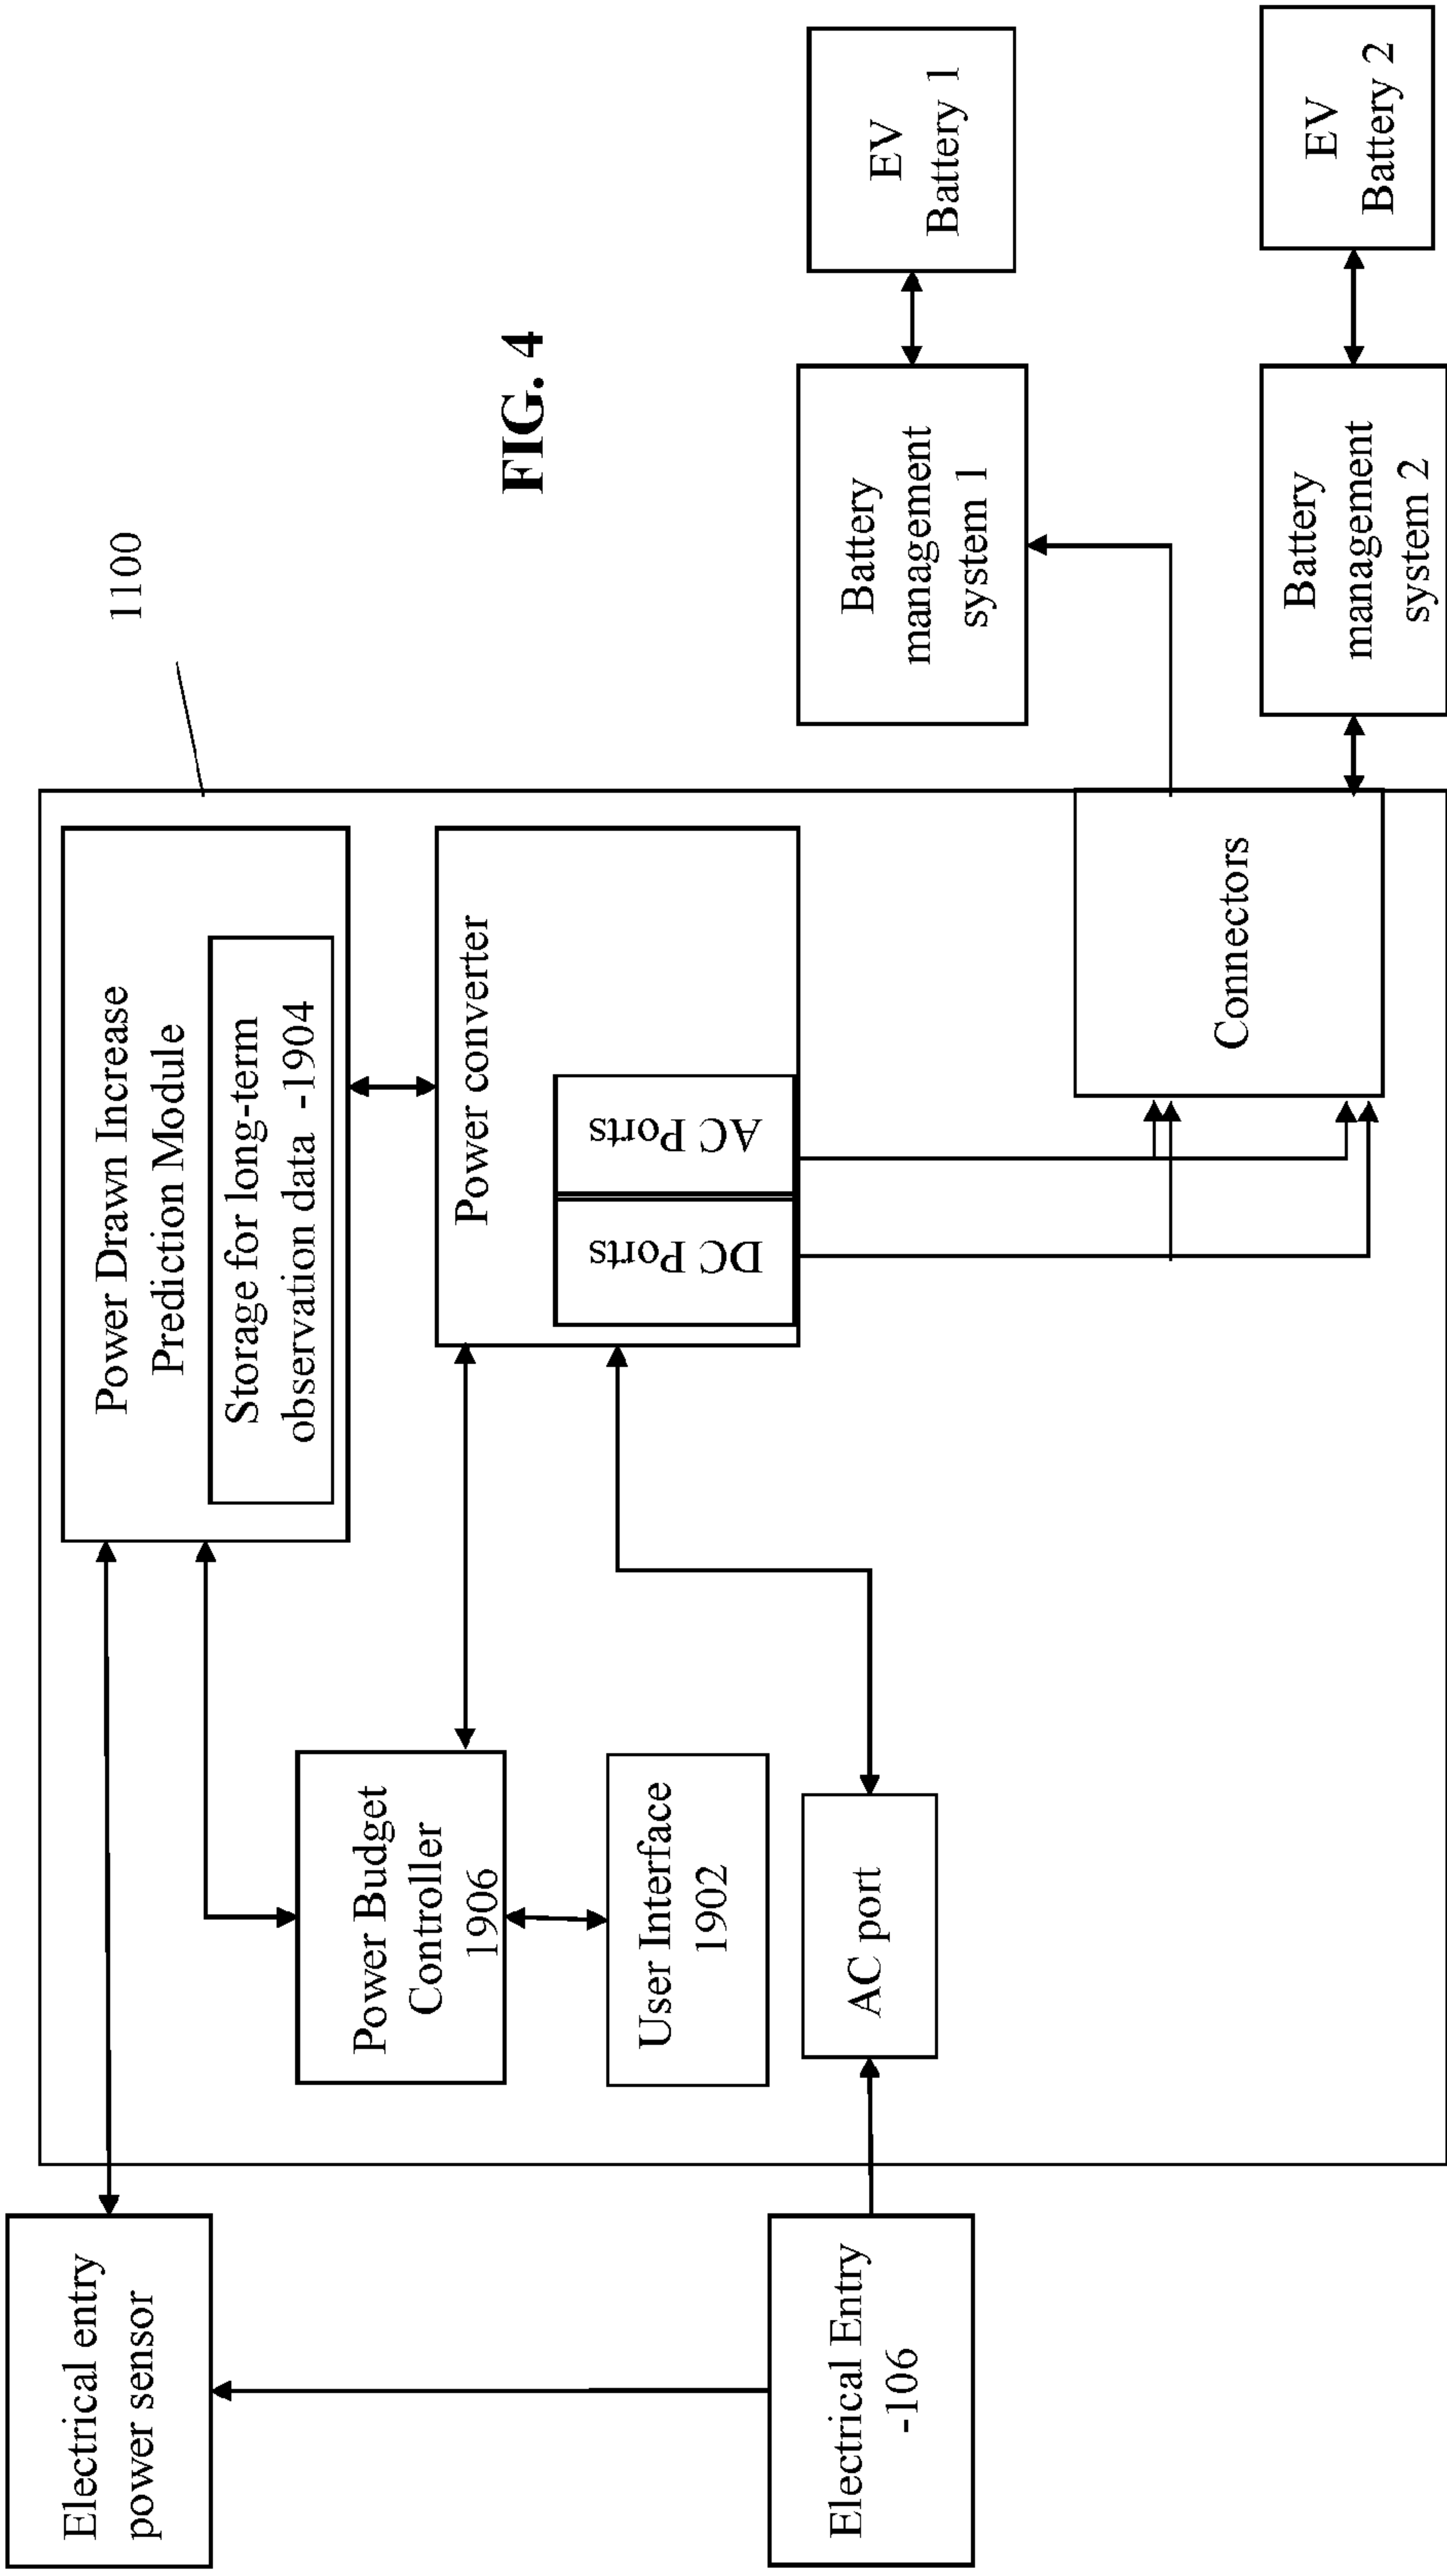 1100
FIG. 4
Electrical entry
power sensor
Power Drawn Increase
Prediction Module
Storage for long-term
observation data -1904
Power Budget
Controller
1906
Power converter
User Interface
1902
DC Ports
AC Ports
Electrical Entry
-106
AC port
Battery
management
system 1
EV
Battery 1
Connectors
Battery
management
system 2
EV
Battery 2